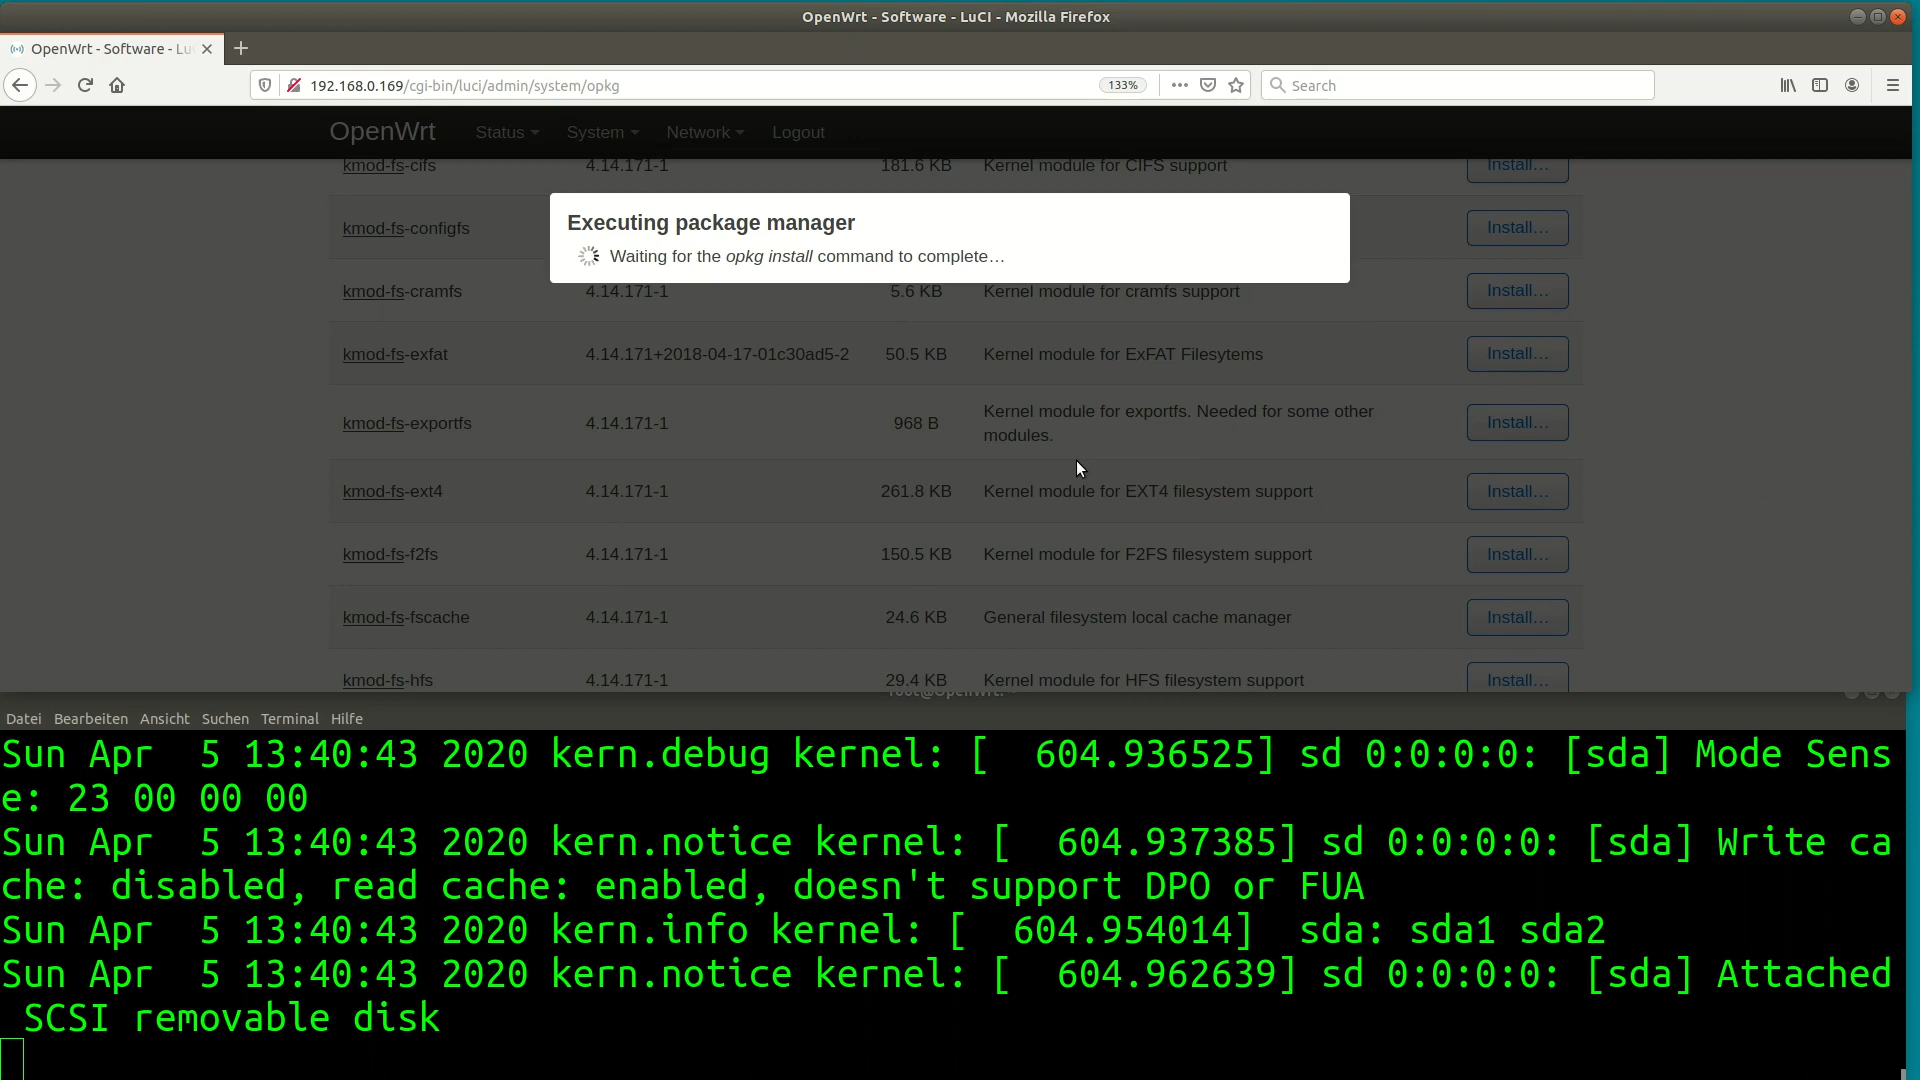 OpenWrt - Software - LuCI - Mozilla Firefox
OpenWrt - Software - Lu
192.168.0.169/cgi-bin/luci/admin/system/opkg
133%
Search
OpenWrt Status System Network Logout
kmod-fs-cifs 4.14.171-1 181.6 KB Kernel module for CIFS support Install…
Executing package manager
kmod-fs-configfs Install…
Waiting for the opkg install command to complete…
kmod-fs-cramfs 4.14.171-1 5.6 KB Kernel module for cramfs support Install…
kmod-fs-exfat 4.14.171+2018-04-17-01c30ad5-2 50.5 KB Kernel module for ExFAT Filesytems Install…
kmod-fs-exportfs 4.14.171-1 968 B Kernel module for exportfs. Needed for some other
modules. Install…
kmod-fs-ext4 4.14.171-1 261.8 KB Kernel module for EXT4 filesystem support Install…
kmod-fs-f2fs 4.14.171-1 150.5 KB Kernel module for F2FS filesystem support Install…
kmod-fs-fscache 4.14.171-1 24.6 KB General filesystem local cache manager Install…
kmod-fs-hfs 4.14.171-1 29.4 KB Kernel module for HFS filesystem support Install…
root@OpenWrt: ~
Datei Bearbeiten Ansicht Suchen Terminal Hilfe
Sun Apr  5 13:40:43 2020 kern.debug kernel: [  604.936525] sd 0:0:0:0: [sda] Mode Sens
e: 23 00 00 00
Sun Apr  5 13:40:43 2020 kern.notice kernel: [  604.937385] sd 0:0:0:0: [sda] Write ca
che: disabled, read cache: enabled, doesn't support DPO or FUA
Sun Apr  5 13:40:43 2020 kern.info kernel: [  604.954014]  sda: sda1 sda2
Sun Apr  5 13:40:43 2020 kern.notice kernel: [  604.962639] sd 0:0:0:0: [sda] Attached
 SCSI removable disk